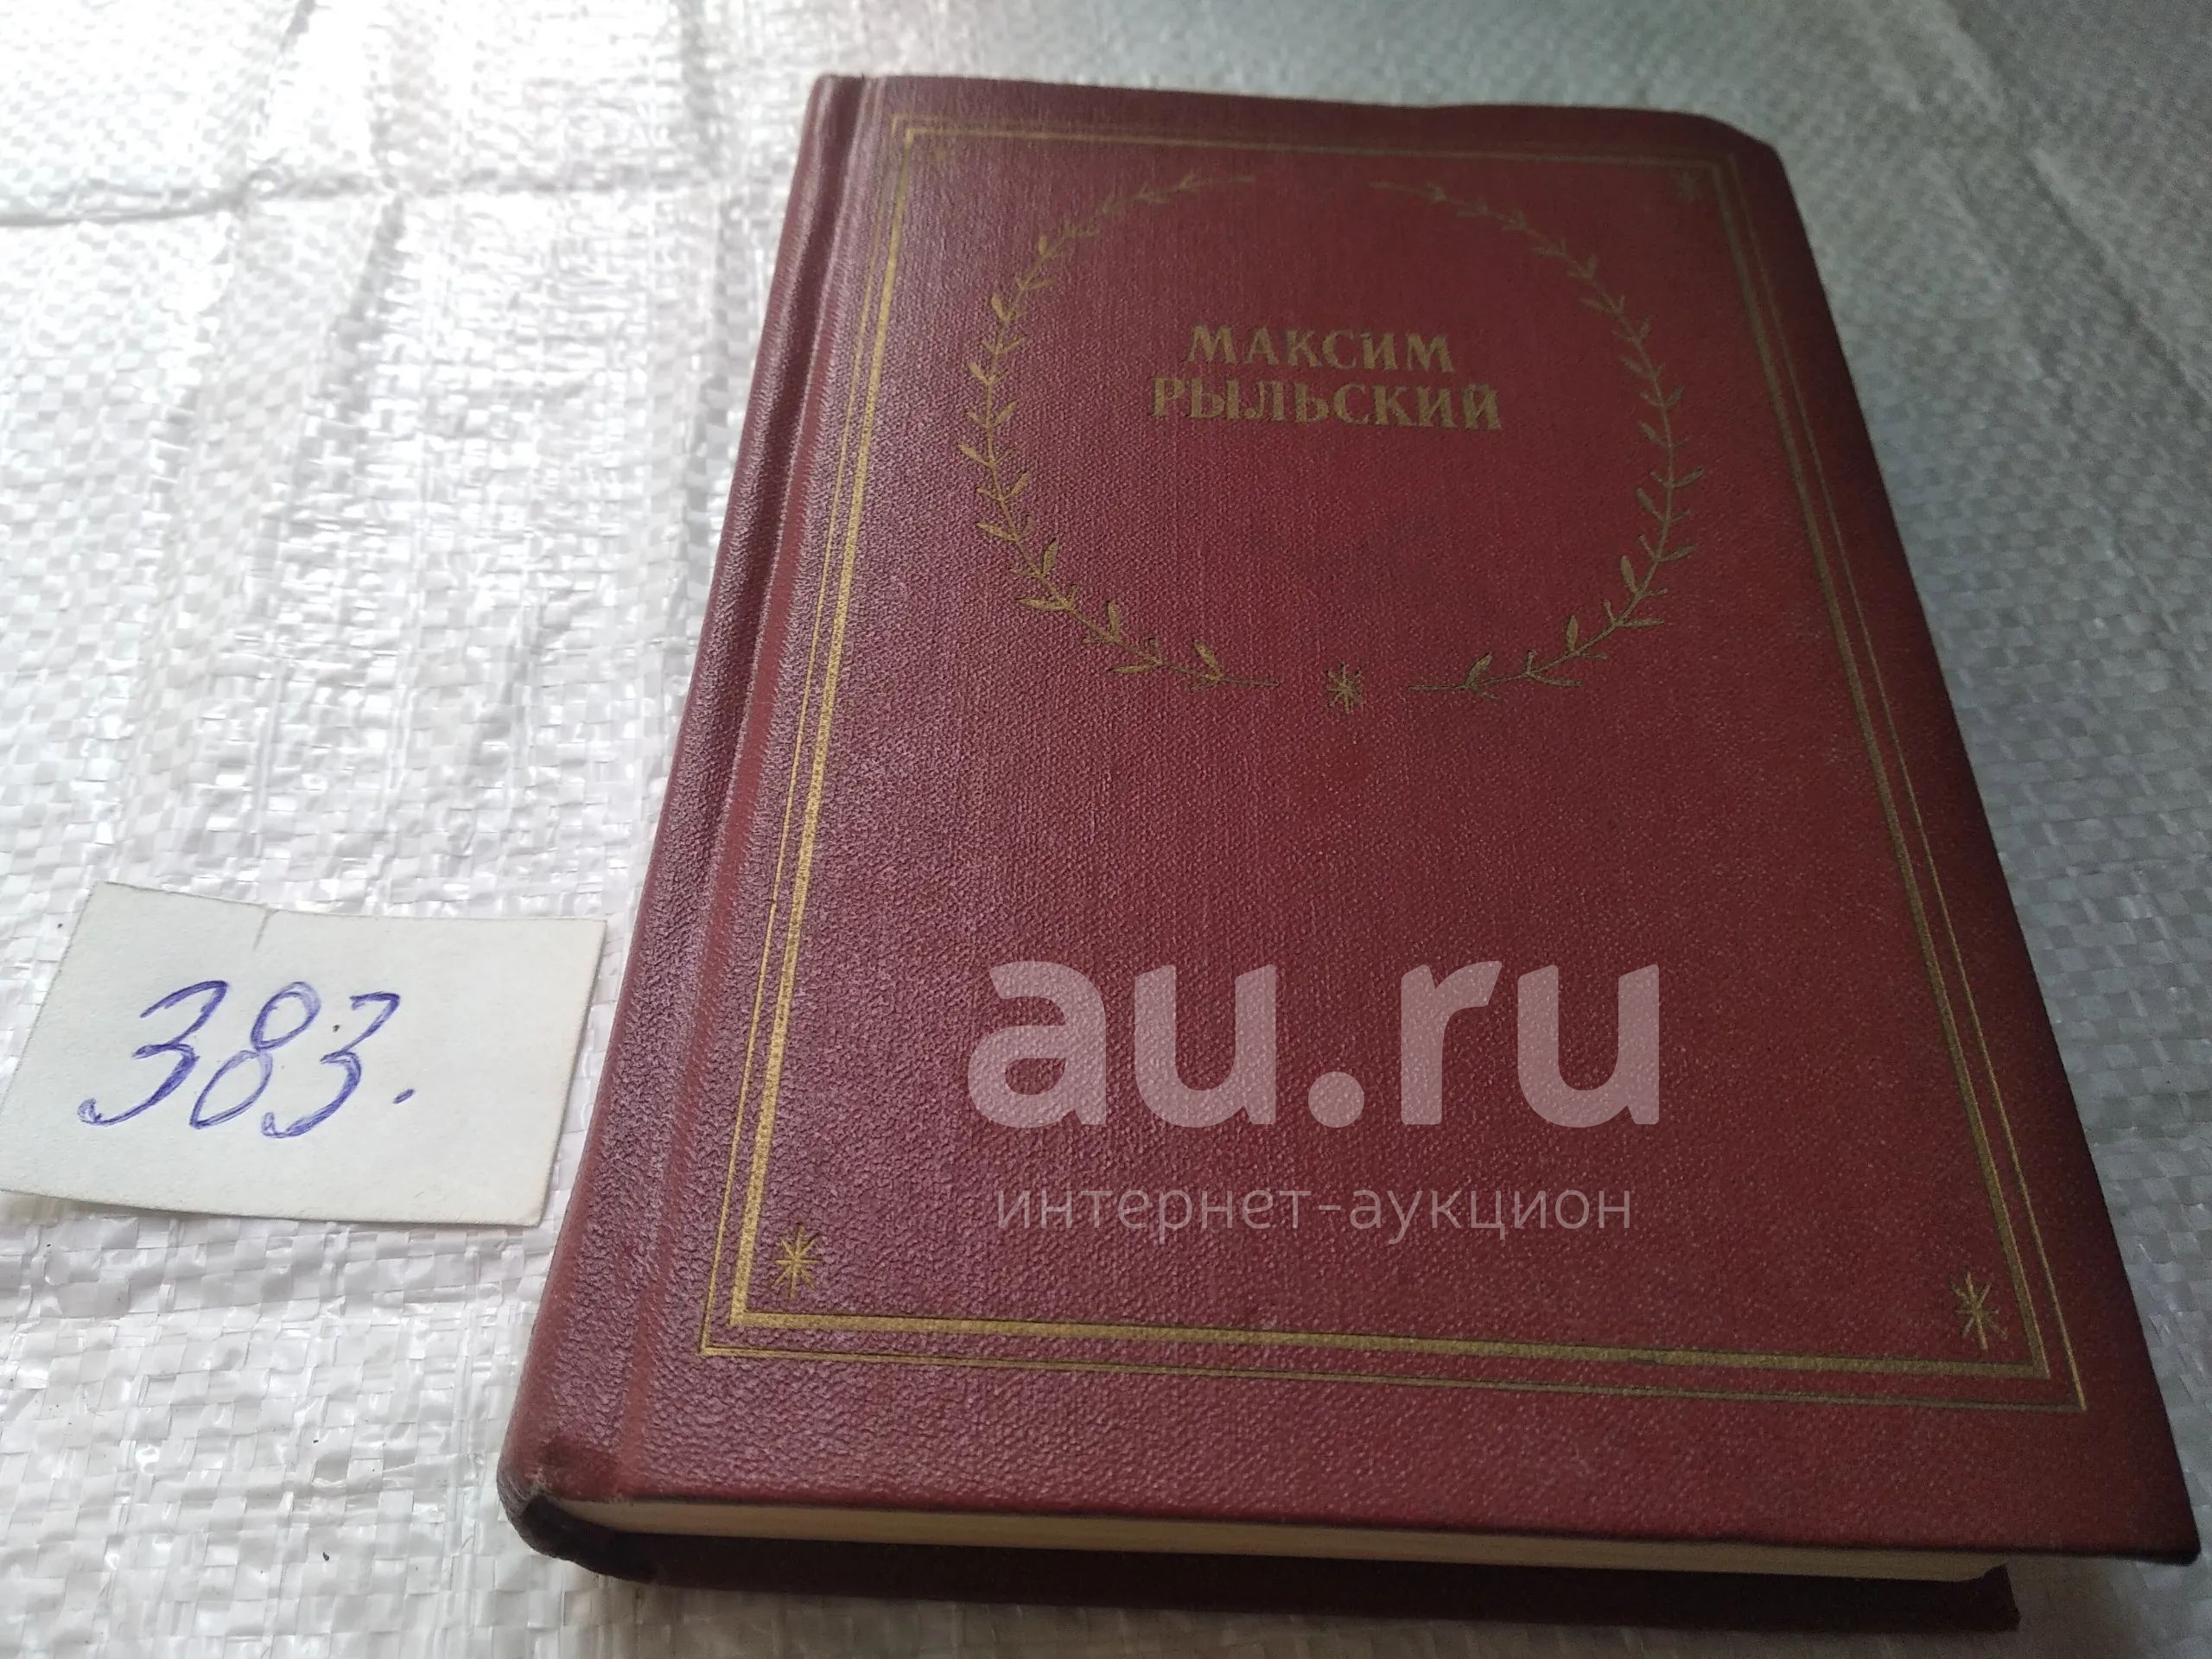 МАКСИМ
РЫЛЬСКИЙ
383.
au.ru
интернет-аукцион